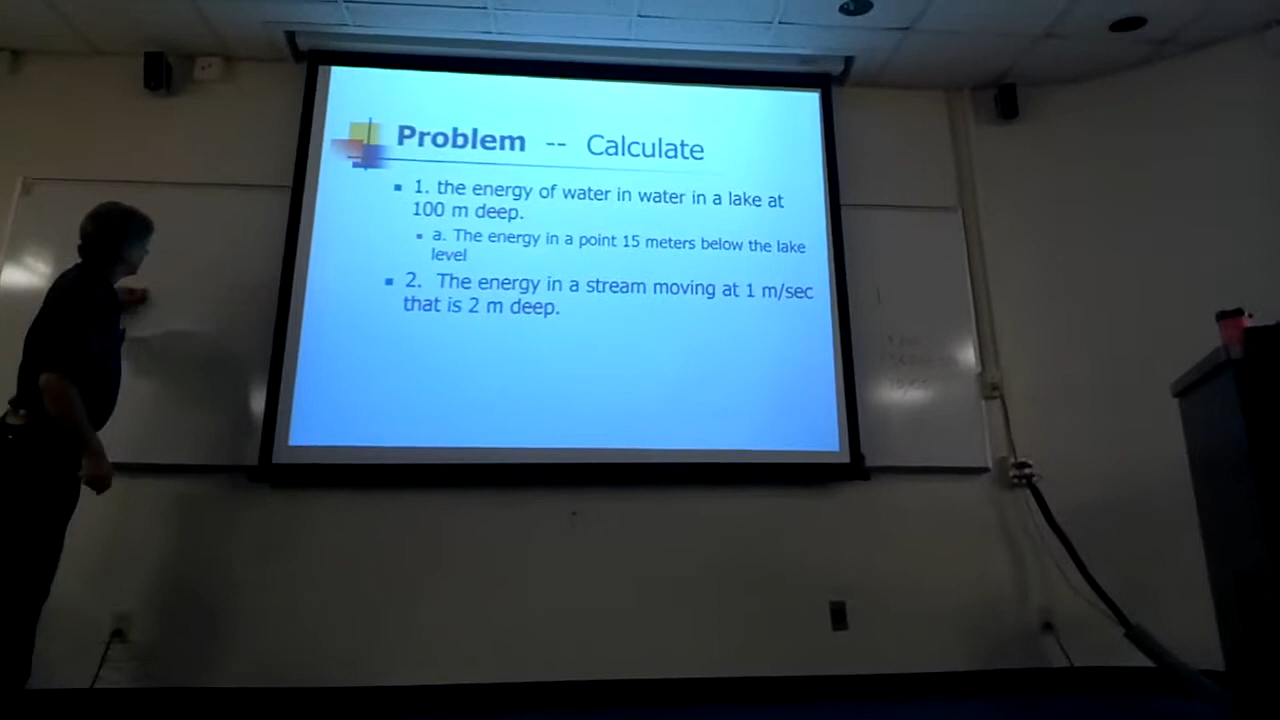 Problem -- Calculate
1. the energy of water in water in a lake at
100 m deep.
a. The energy in a point 15 meters below the lake
level
2. The energy in a stream moving at 1 m/sec
that is 2 m deep.